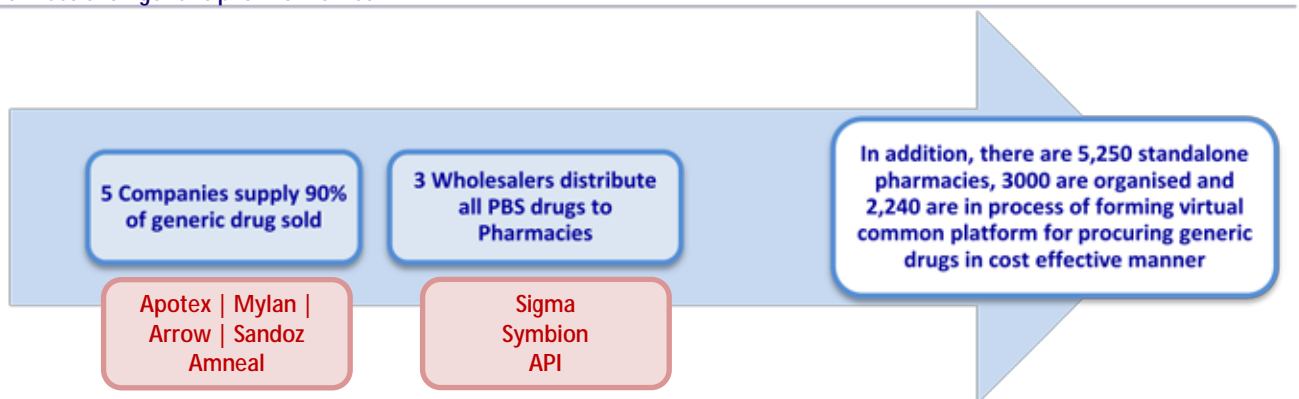 5 Companies supply 90%
of generic drug sold
3 Wholesalers distribute
all PBS drugs to
Pharmacies
In addition, there are 5,250 standalone
pharmacies, 3000 are organised and
2,240 are in process of forming virtual
common platform for procuring generic
drugs in cost effective manner
Apotex | Mylan |
Arrow | Sandoz
Amneal
Sigma
Symbion
API